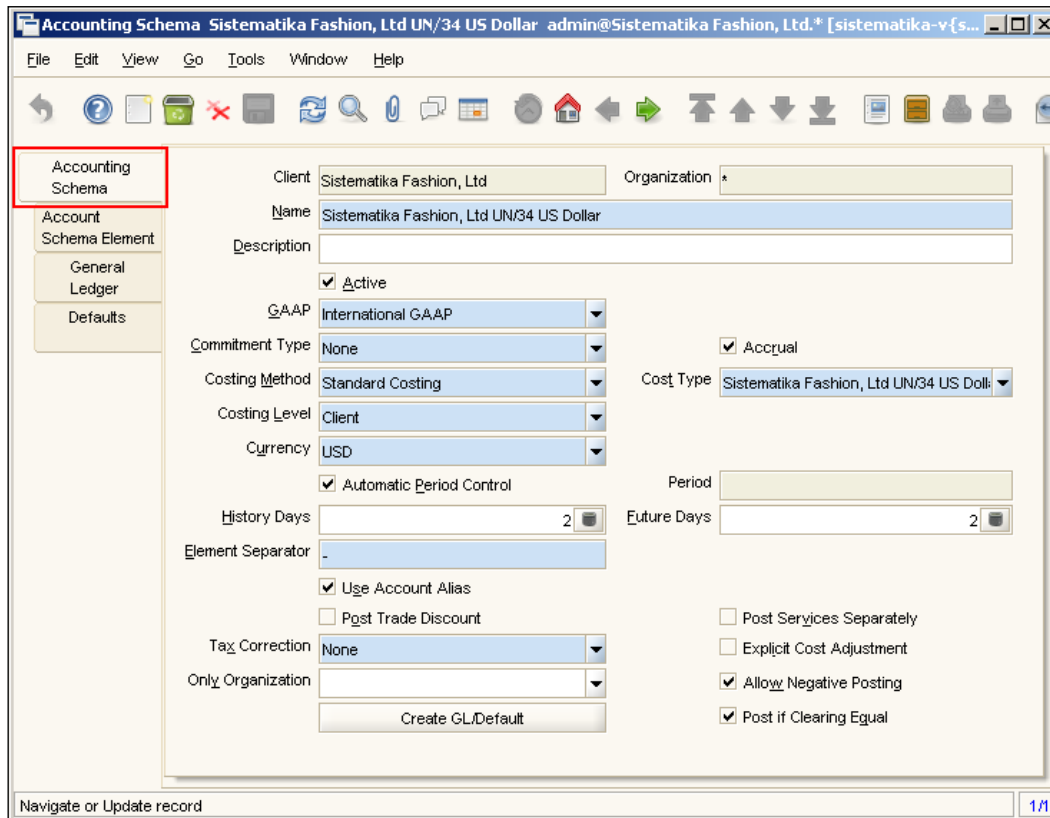 Accounting Schema Sistematika Fashion, Ltd UN/34 US Dollar admin@Sistematika Fashion, Ltd.* [sistematika-v{s...
File Edit View Go Tools Window Help
Accounting
Schema
Account
Schema Element
General
Ledger
Defaults
Client Sistematika Fashion, Ltd Organization *
Name Sistematika Fashion, Ltd UN/34 US Dollar
Description
Active
GAAP International GAAP
Commitment Type None Accrual
Costing Method Standard Costing Cost Type Sistematika Fashion, Ltd UN/34 US Doll
Costing Level Client
Currency USD
Automatic Period Control Period
History Days 2 Future Days 2
Element Separator -
Use Account Alias
Post Trade Discount Post Services Separately
Tax Correction None Explicit Cost Adjustment
Only Organization Allow Negative Posting
Create GL/Default Post if Clearing Equal
Navigate or Update record 1/1